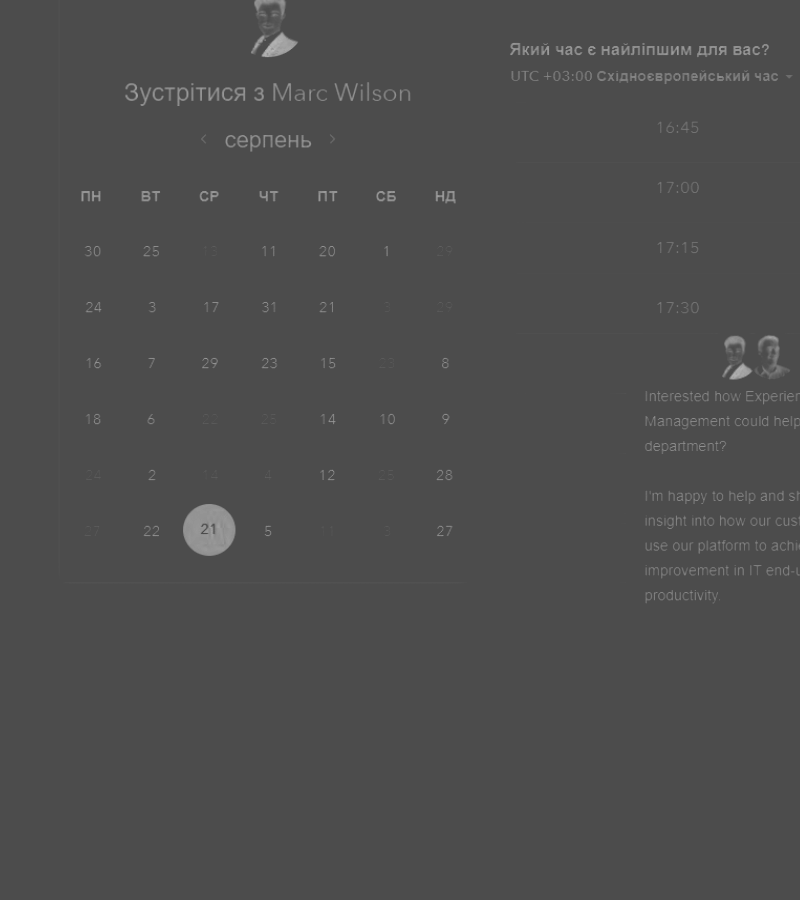 Зустрітися з Marc Wilson
серпень
ПН ВТ СР ЧТ ПТ СБ НД
30 25 13 11 20 1 29
24 3 17 31 21 3 29
16 7 29 23 15 23 8
18 6 22 25 14 10 9
24 2 14 4 12 23 28
27 22 21 5 11 3 27
Який час є найліпшим для вас?
UTC +03:00 Східноєвропейський час
16:45
17:00
17:15
17:30
Interested how Experien
Management could help
department?
I'm happy to help and sh
insight into how our cust
use our platform to achie
improvement in IT end-u
productivity.